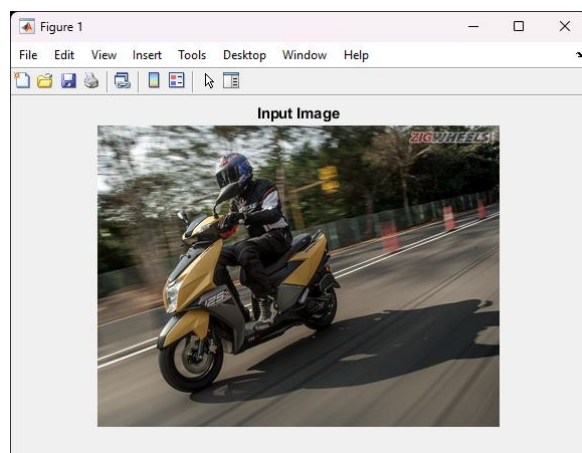 Figure 1
File Edit View Insert Tools Desktop Window Help
Input Image
ZIGWHEELS
125